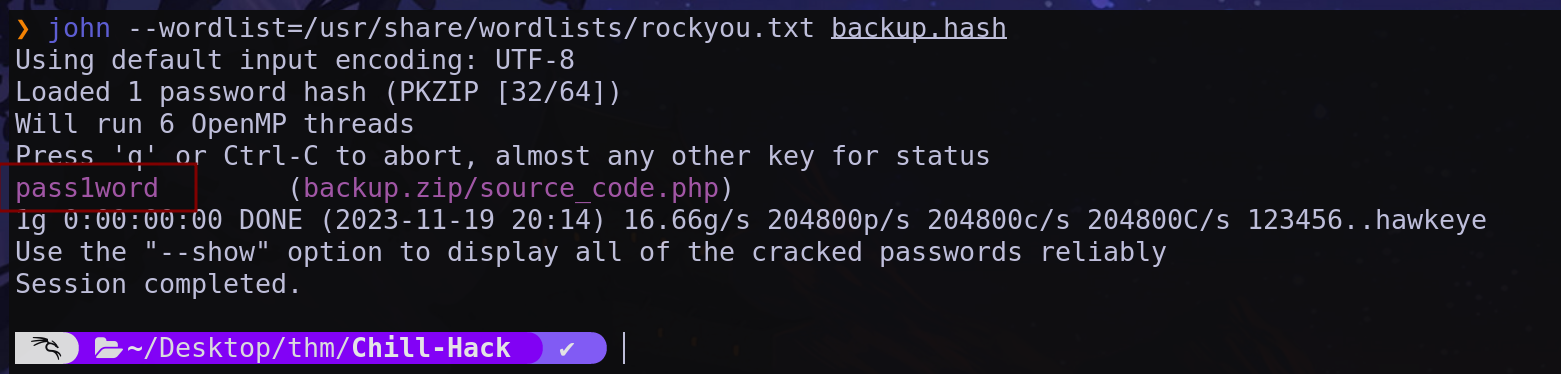 ❯ john --wordlist=/usr/share/wordlists/rockyou.txt backup.hash
Using default input encoding: UTF-8
Loaded 1 password hash (PKZIP [32/64])
Will run 6 OpenMP threads
Press 'q' or Ctrl-C to abort, almost any other key for status
pass1word        (backup.zip/source_code.php)
1g 0:00:00:00 DONE (2023-11-19 20:14) 16.66g/s 204800p/s 204800c/s 204800C/s 123456..hawkeye
Use the "--show" option to display all of the cracked passwords reliably
Session completed.
~/Desktop/thm/Chill-Hack ✔